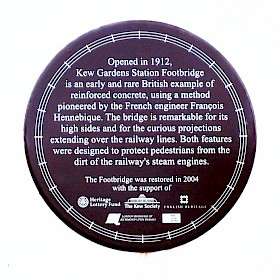 Opened in 1912,
Kew Gardens Station Footbridge
is an early and rare British example of
reinforced concrete, using a method
pioneered by the French engineer François
Hennebique. The bridge is remarkable for its
high sides and for the curious projections
extending over the railway lines. Both features
were designed to protect pedestrians from the
dirt of the railway's steam engines.
The Footbridge was restored in 2004
with the support of
Heritage
Lottery Fund
The Kew Society
ENGLISH HERITAGE